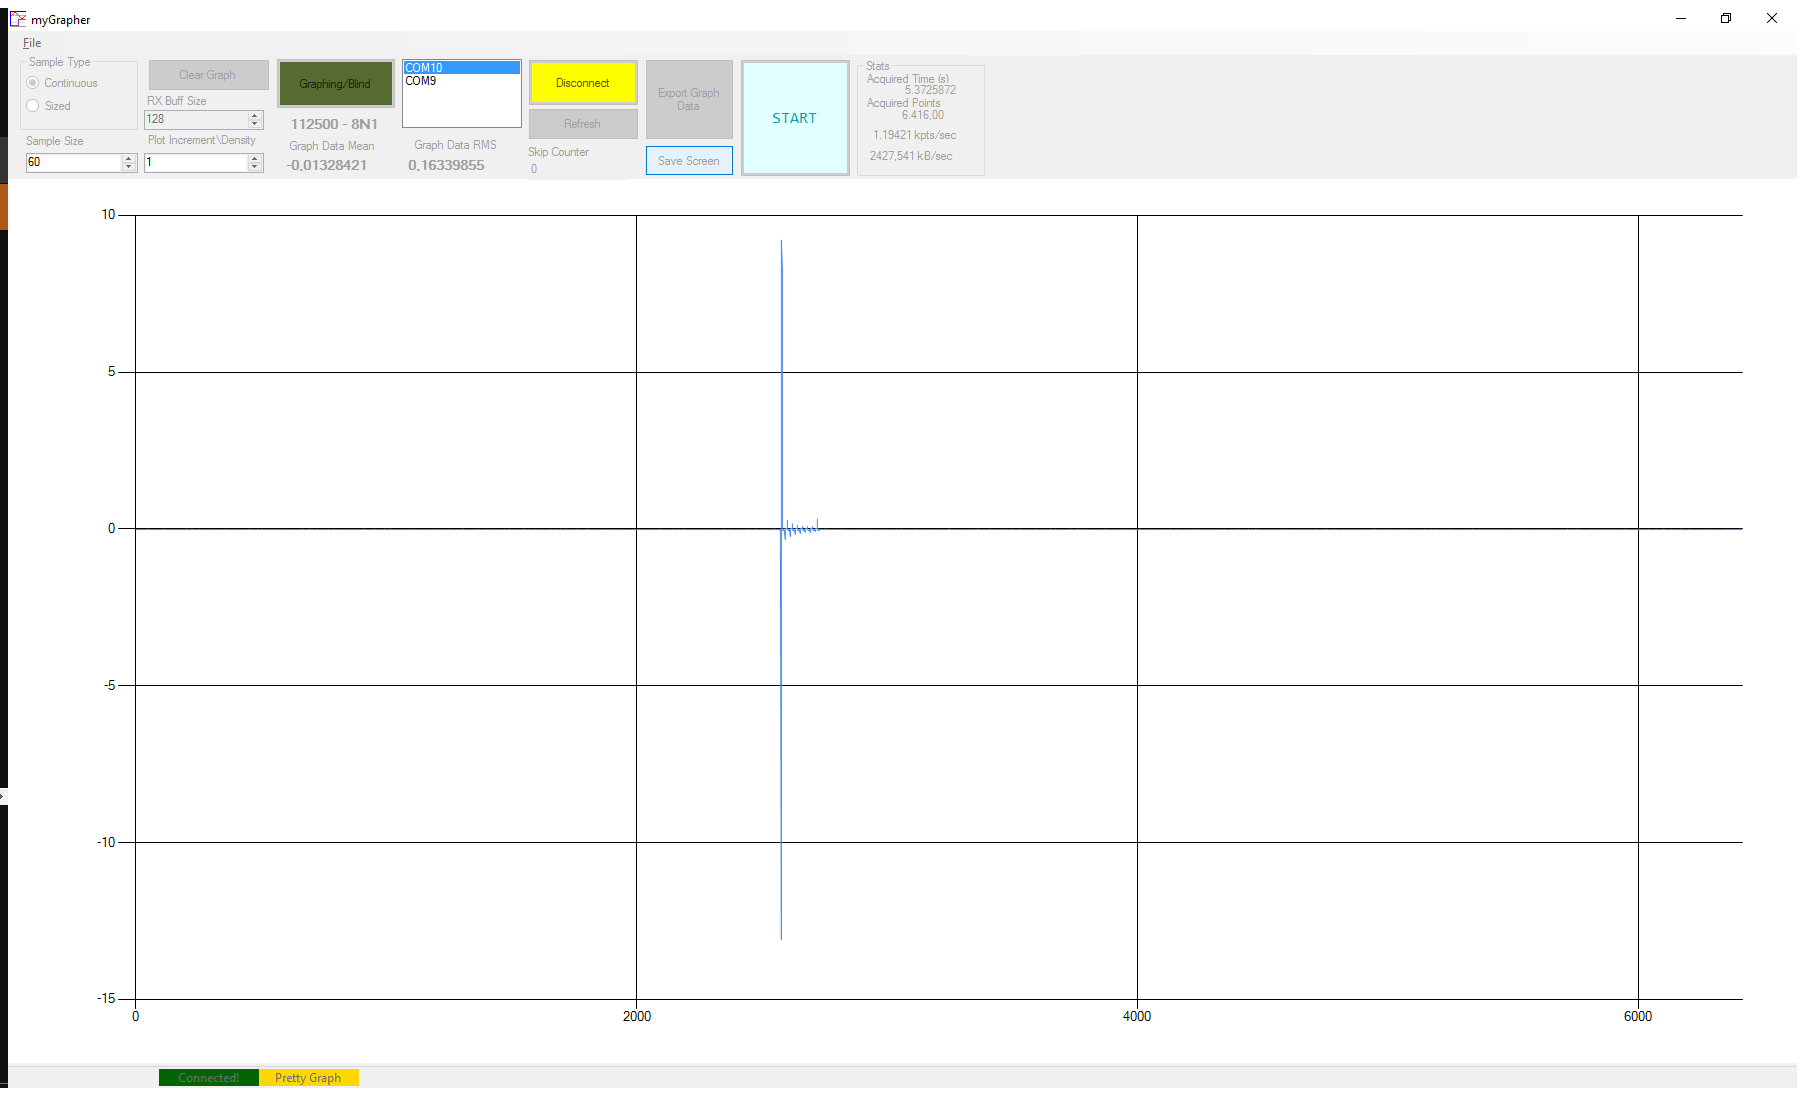 myGrapher
File
Sample Type
Continuous
Sized
Sample Size
60
Clear Graph
RX Buff Size
128
Plot Increment\Density
1
Graphing/Blind
112500 - 8N1
Graph Data Mean
-0,01328421
COM10
COM9
Graph Data RMS
0,16339855
Disconnect
Refresh
Skip Counter
0
Export Graph
Data
Save Screen
START
Stats
Acquired Time (s)
5.3725872
Acquired Points
6.416,00
1.19421 kpts/sec
2427,541 kB/sec
10
5
0
-5
-10
-15
0 2000 4000 6000
Connected! Pretty Graph